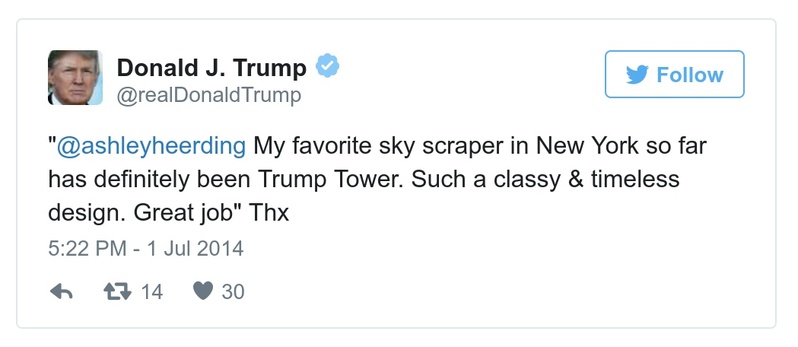 Donald J. Trump
@realDonaldTrump
Follow
"@ashleyheerding My favorite sky scraper in New York so far
has definitely been Trump Tower. Such a classy & timeless
design. Great job" Thx
5:22 PM - 1 Jul 2014
14 30